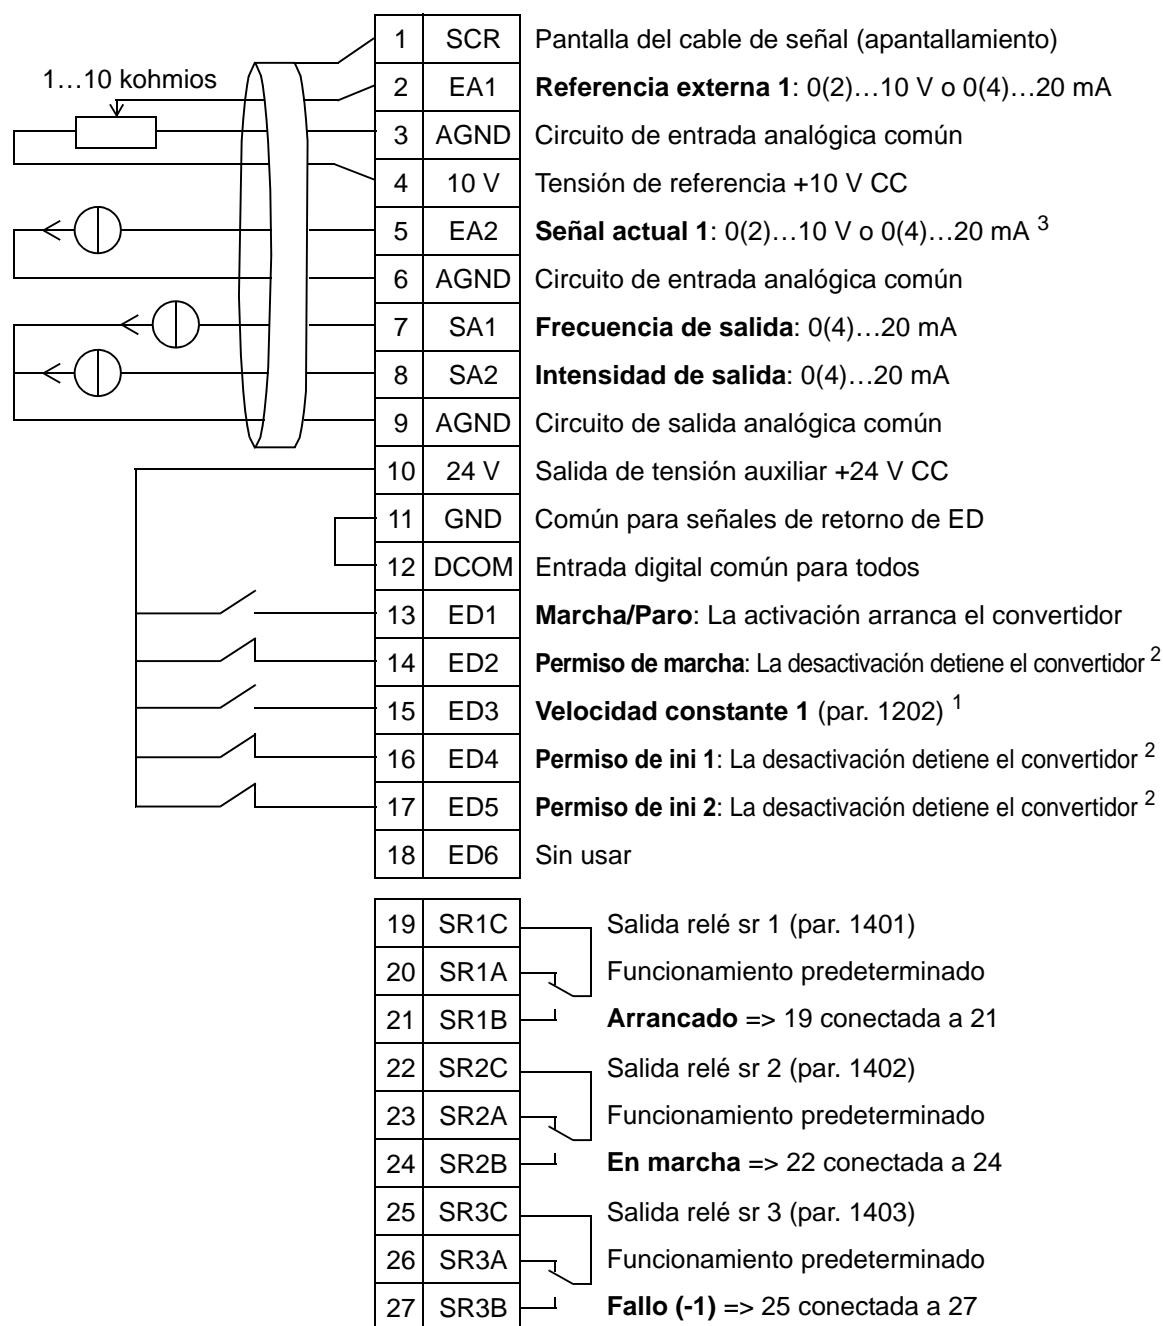 1 SCR Pantalla del cable de señal (apantallamiento)
1…10 kohmios
2 EA1 Referencia externa 1: 0(2)…10 V o 0(4)…20 mA
3 AGND Circuito de entrada analógica común
4 10 V Tensión de referencia +10 V CC
5 EA2 Señal actual 1: 0(2)…10 V o 0(4)…20 mA 3
6 AGND Circuito de entrada analógica común
7 SA1 Frecuencia de salida: 0(4)…20 mA
8 SA2 Intensidad de salida: 0(4)…20 mA
9 AGND Circuito de salida analógica común
10 24 V Salida de tensión auxiliar +24 V CC
11 GND Común para señales de retorno de ED
12 DCOM Entrada digital común para todos
13 ED1 Marcha/Paro: La activación arranca el convertidor
14 ED2 Permiso de marcha: La desactivación detiene el convertidor 2
15 ED3 Velocidad constante 1 (par. 1202) 1
16 ED4 Permiso de ini 1: La desactivación detiene el convertidor 2
17 ED5 Permiso de ini 2: La desactivación detiene el convertidor 2
18 ED6 Sin usar
19 SR1C Salida relé sr 1 (par. 1401)
20 SR1A Funcionamiento predeterminado
21 SR1B Arrancado => 19 conectada a 21
22 SR2C Salida relé sr 2 (par. 1402)
23 SR2A Funcionamiento predeterminado
24 SR2B En marcha => 22 conectada a 24
25 SR3C Salida relé sr 3 (par. 1403)
26 SR3A Funcionamiento predeterminado
27 SR3B Fallo (-1) => 25 conectada a 27